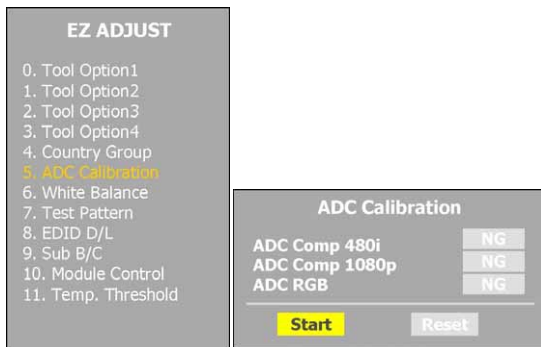 EZ ADJUST
0. Tool Option1
1. Tool Option2
2. Tool Option3
3. Tool Option4
4. Country Group
5. ADC Calibration
6. White Balance
7. Test Pattern
8. EDID D/L
9. Sub B/C
10. Module Control
11. Temp. Threshold
ADC Calibration
ADC Comp 480i NG
ADC Comp 1080p NG
ADC RGB NG
Start Reset